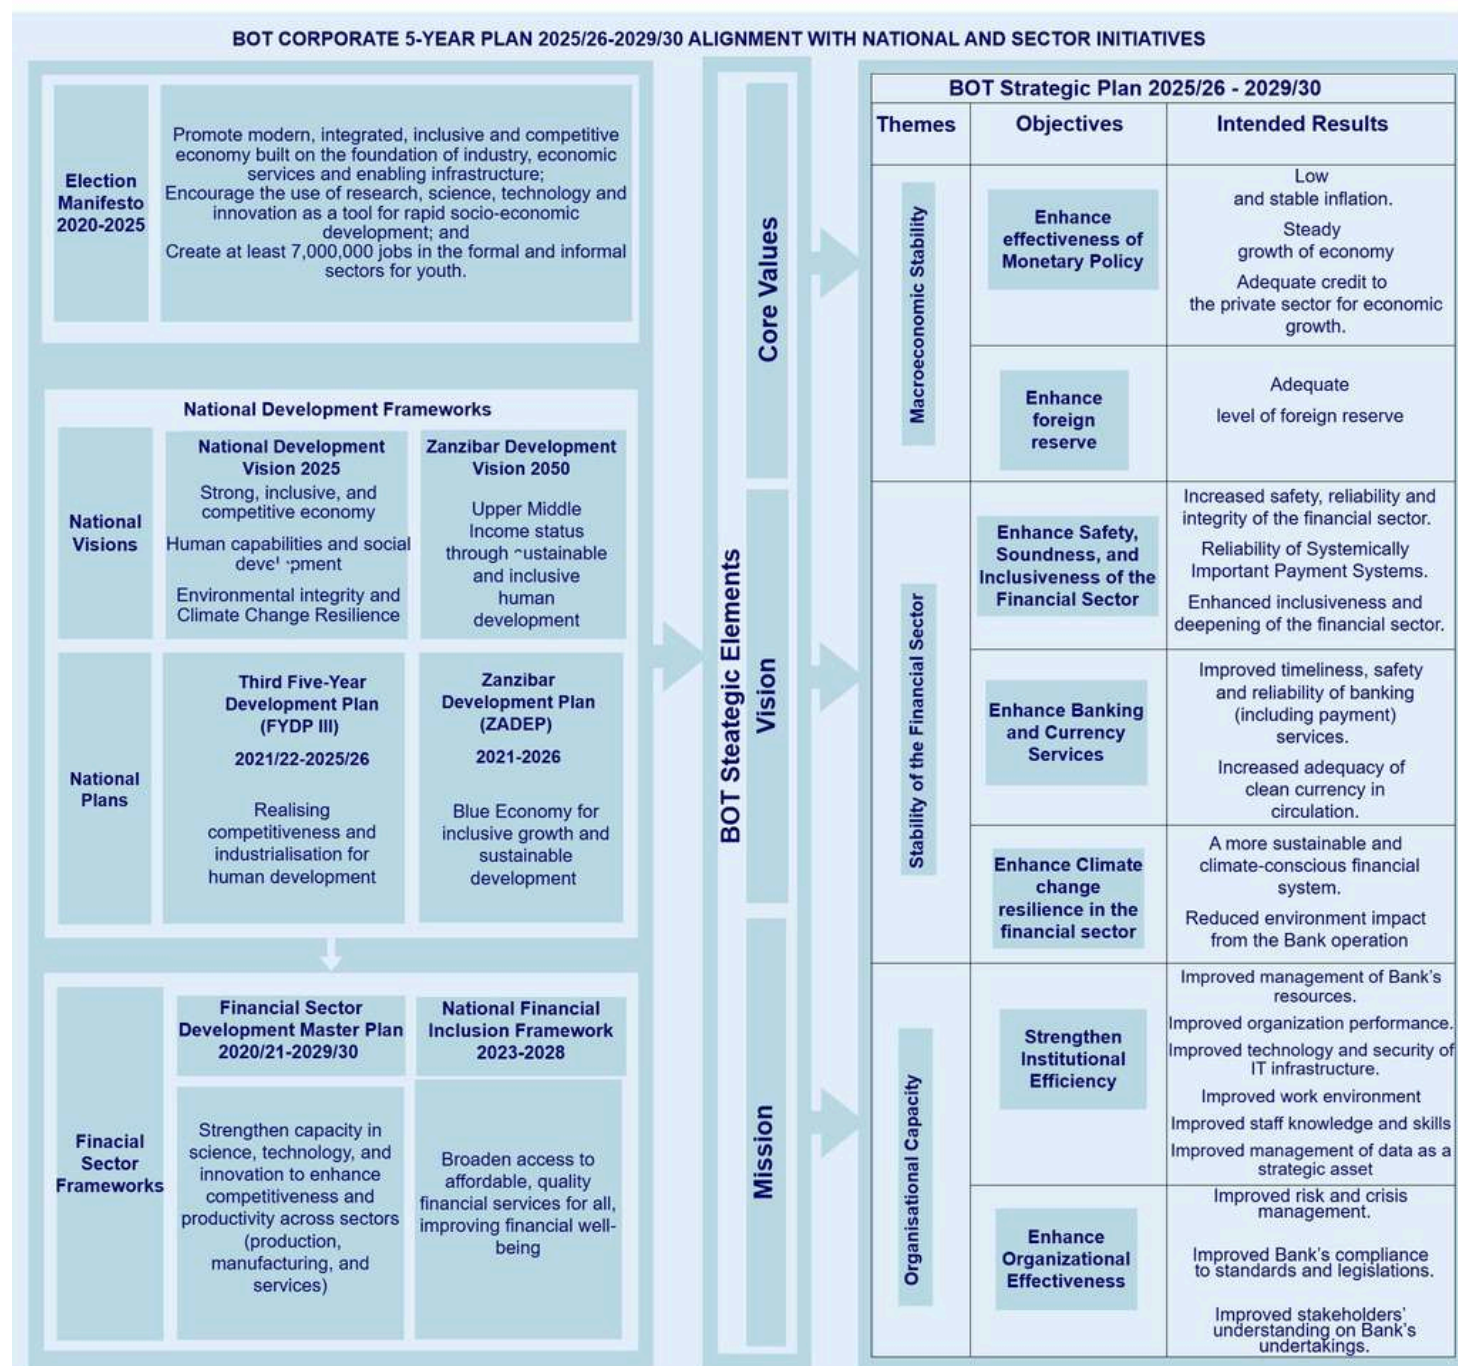 BOT CORPORATE 5-YEAR PLAN 2025/26-2029/30 ALIGNMENT WITH NATIONAL AND SECTOR INITIATIVES
Election
Manifesto
2020-2025
Promote modern, integrated, inclusive and competitive
economy built on the foundation of industry, economic
services and enabling infrastructure;
Encourage the use of research, science, technology and
innovation as a tool for rapid socio-economic
development; and
Create at least 7,000,000 jobs in the formal and informal
sectors for youth.
National Development Frameworks
National
Visions
National Development
Vision 2025
Strong, inclusive, and
competitive economy
Human capabilities and social
Environmental integrity and
Climate Change Resilience
Zanzibar Development
Vision 2050
Upper Middle
Income status
through
and inclusive
human
development
National
Plans
Third Five-Year
Development Plan
(FYDP III)
2021/22-2025/26
Realising
competitiveness and
industrialisation for
human development
Zanzibar
Development Plan
(ZADEP)
2021-2026
Blue Economy for
inclusive growth and
sustainable
development
Finacial
Sector
Frameworks
Financial Sector
Development Master Plan
2020/21-2029/30
Strengthen capacity in
science, technology, and
innovation to enhance
competitiveness and
productivity across sectors
(production,
manufacturing, and
services)
National Financial
Inclusion Framework
2023-2028
Broaden access to
affordable, quality
financial services for all,
improving financial well-
being
BOT Steategic Elements
Core Values
Vision
Mission
BOT Strategic Plan 2025/26 - 2029/30
Themes
Objectives
Intended Results
Macroeconomic Stability
Enhance
effectiveness of
Monetary Policy
Low
and stable inflation.
Steady
growth of economy
Adequate credit to
the private sector for economic
growth.
Enhance
foreign
reserve
Adequate
level of foreign reserve
Stability of the Financial Sector
Enhance Safety,
Soundness, and
Inclusiveness of the
Financial Sector
Increased safety, reliability and
integrity of the financial sector.
Reliability of Systemically
Important Payment Systems.
Enhanced inclusiveness and
deepening of the financial sector.
Enhance Banking
and Currency
Services
Improved timeliness, safety
and reliability of banking
(including payment)
services.
Increased adequacy of
clean currency in
circulation.
Enhance Climate
change
resilience in the
financial sector
A more sustainable and
climate-conscious financial
system.
Reduced environment impact
from the Bank operation
Organisational Capacity
Strengthen
Institutional
Efficiency
Improved management of Bank's
resources.
Improved organization performance.
Improved technology and security of
IT infrastructure.
Improved work environment
Improved staff knowledge and skills
Improved management of data as a
strategic asset
Enhance
Organizational
Effectiveness
Improved risk and crisis
management.
Improved Bank's compliance
to standards and legislations.
Improved stakeholders'
understanding on Bank's
undertakings.